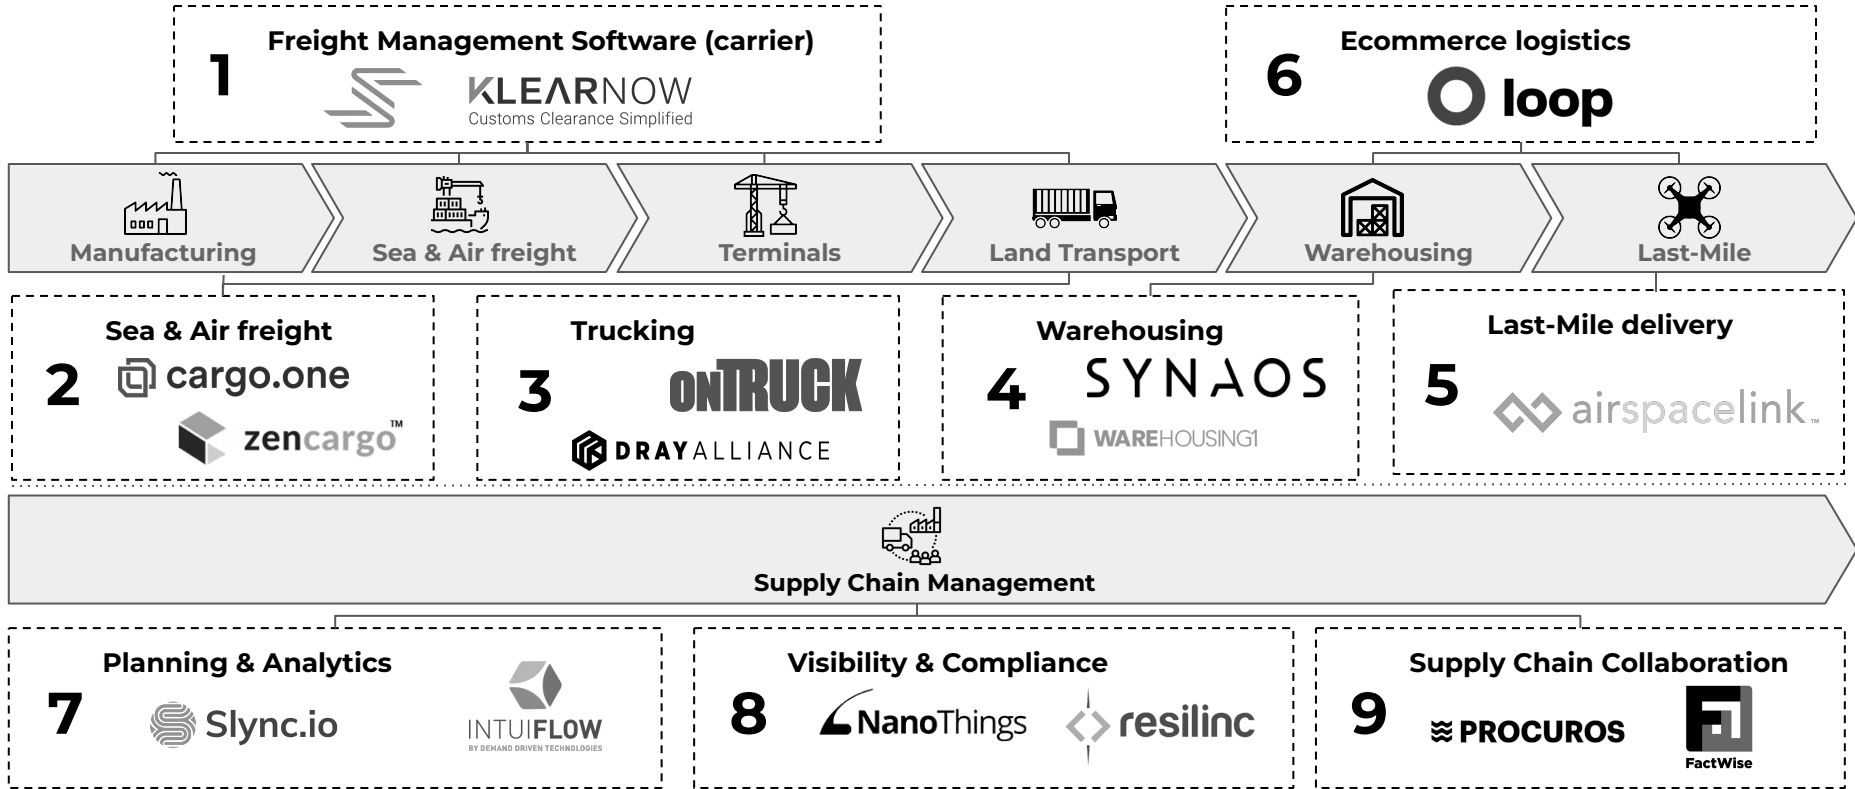 1
Freight Management Software (carrier)
KLEARNOW
Customs Clearance Simplified
6
Ecommerce logistics
loop
Manufacturing
Sea & Air freight
Terminals
Land Transport
Warehousing
Last-Mile
2
Sea & Air freight
cargo.one
zencargo™
3
Trucking
ONTRUCK
DRAYALLIANCE
4
Warehousing
SYNAOS
WAREHOUSING1
5
Last-Mile delivery
airspacelink™
Supply Chain Management
7
Planning & Analytics
Slync.io
INTUIFLOW
BY DEMAND DRIVEN TECHNOLOGIES
8
Visibility & Compliance
NanoThings
resilinc
9
Supply Chain Collaboration
PROCUROS
FactWise